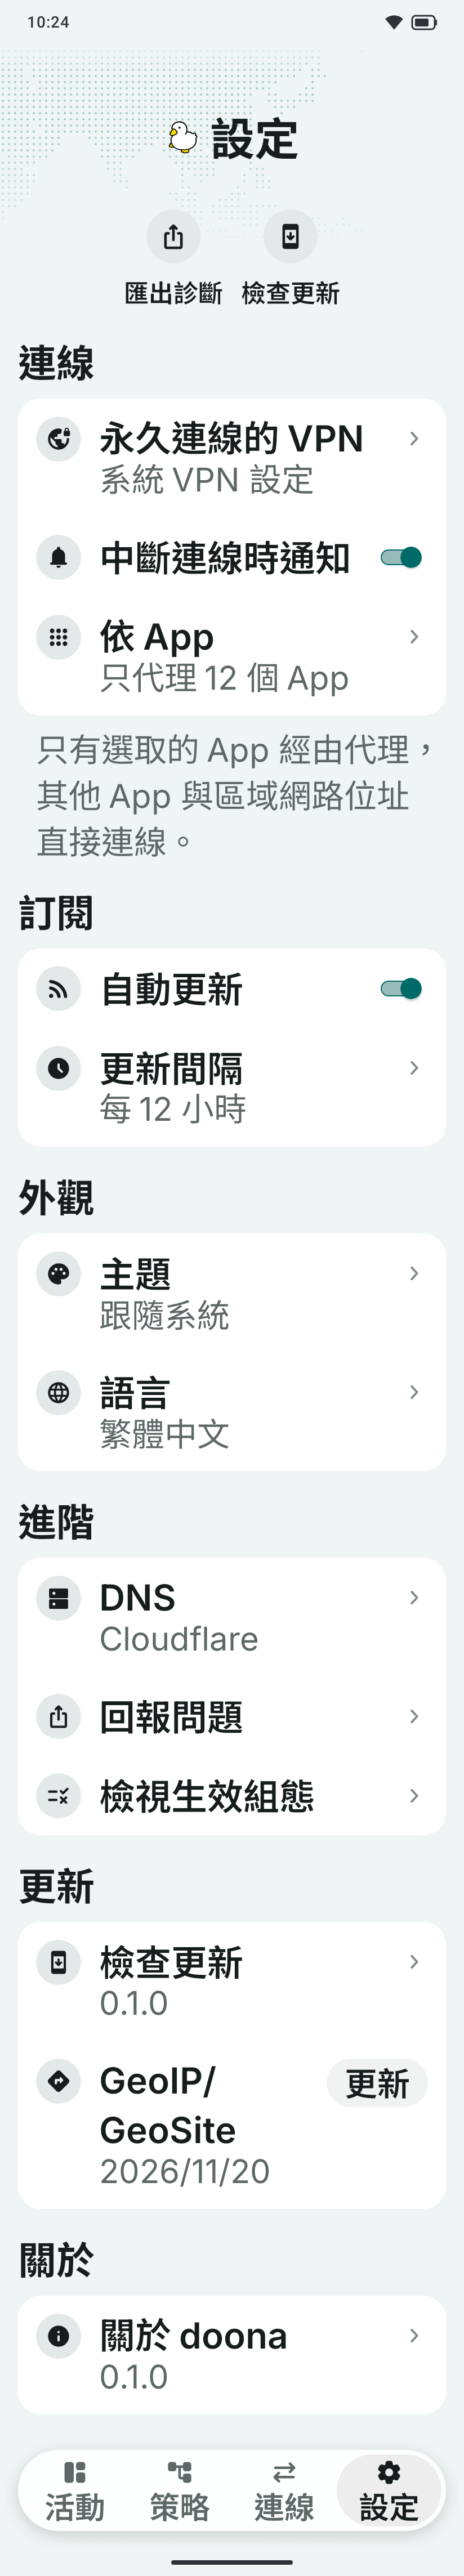 10:24
設定
匯出診斷 檢查更新
連線
永久連線的 VPN
系統 VPN 設定
中斷連線時通知
依 App
只代理 12 個 App
只有選取的 App 經由代理，
其他 App 與區域網路位址
直接連線。
訂閱
自動更新
更新間隔
每 12 小時
外觀
主題
跟隨系統
語言
繁體中文
進階
DNS
Cloudflare
回報問題
檢視生效組態
更新
檢查更新
0.1.0
GeoIP/
GeoSite
更新
2026/11/20
關於
關於 doona
0.1.0
活動 策略 連線 設定